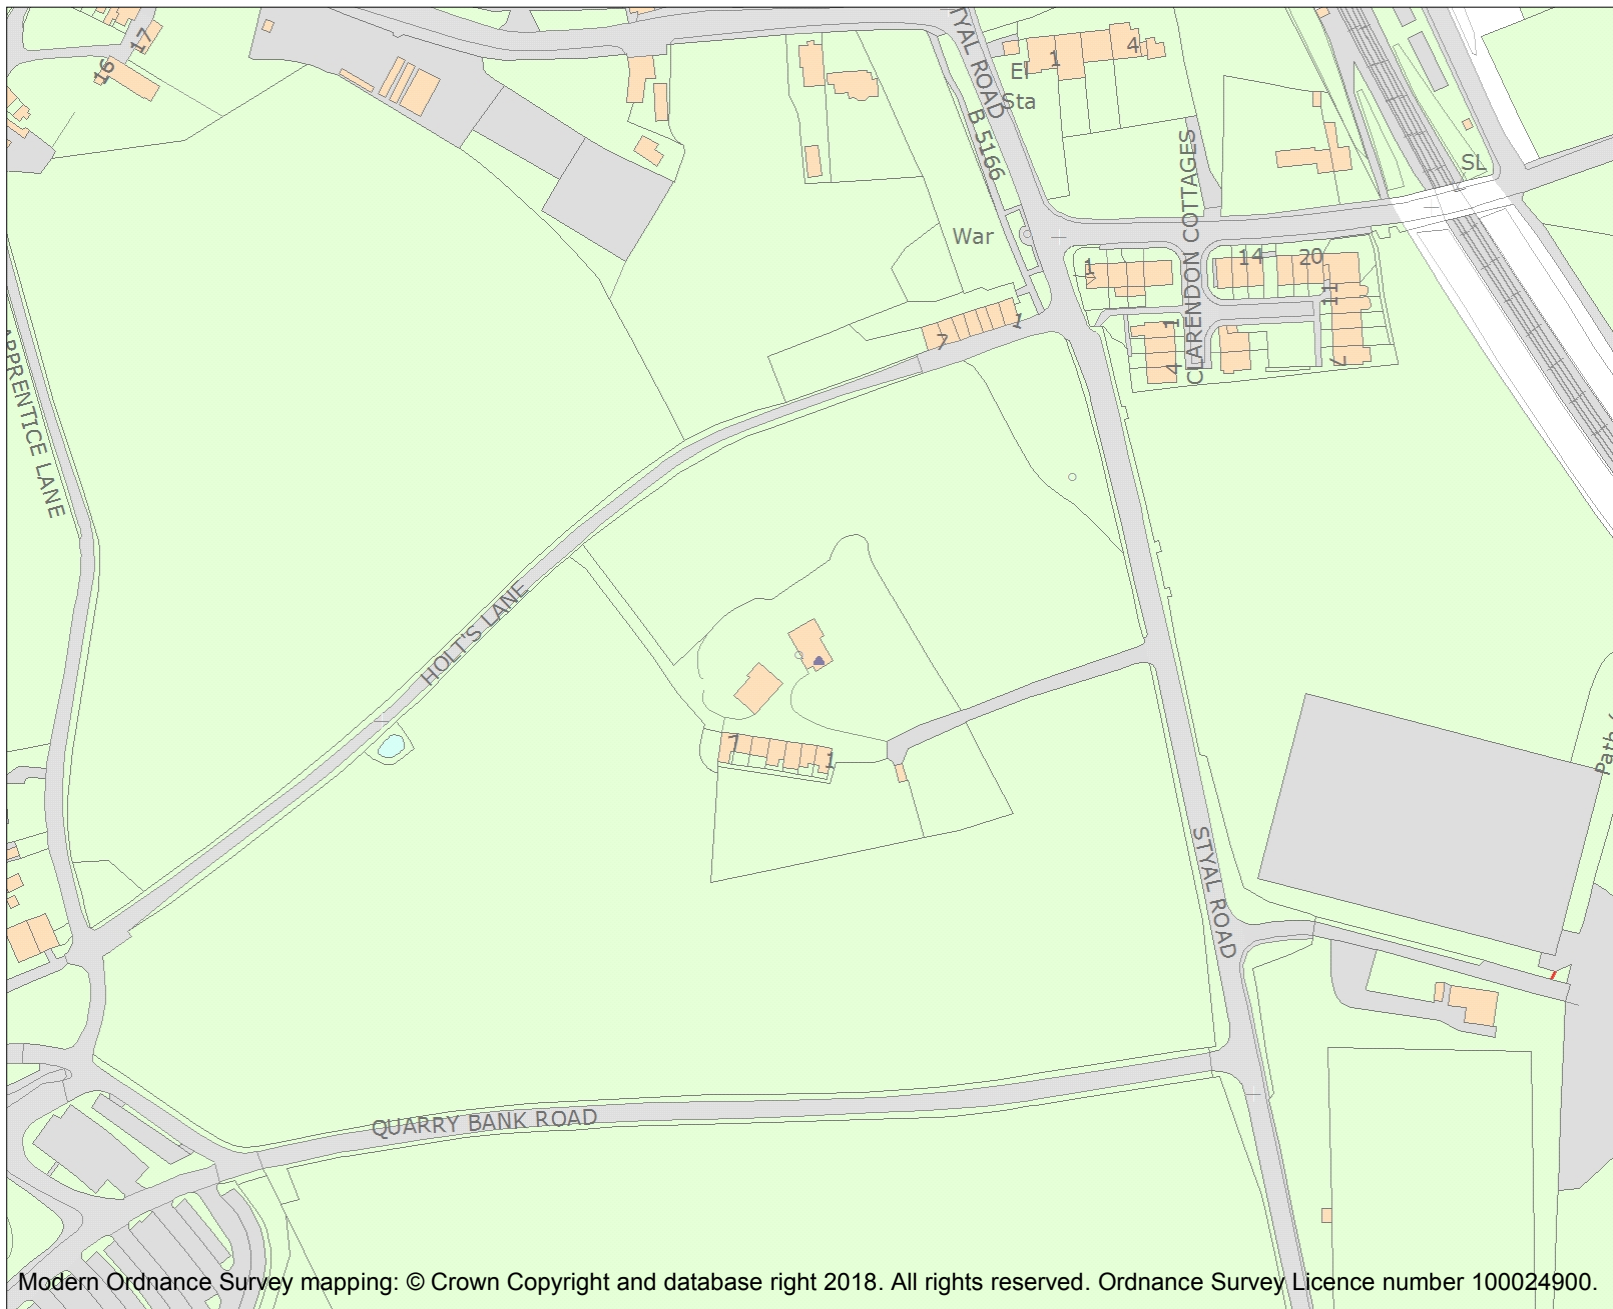 17
16
STYAL ROAD
B 5166
El
Sta
1
4
CLARENDON COTTAGES
SL
War
1
14
20
11
7
1
4
1
7
APPRENTICE LANE
HOLT'S LANE
7
1
STYAL ROAD
Path
QUARRY BANK ROAD
Modern Ordnance Survey mapping: © Crown Copyright and database right 2018. All rights reserved. Ordnance Survey Licence number 100024900.